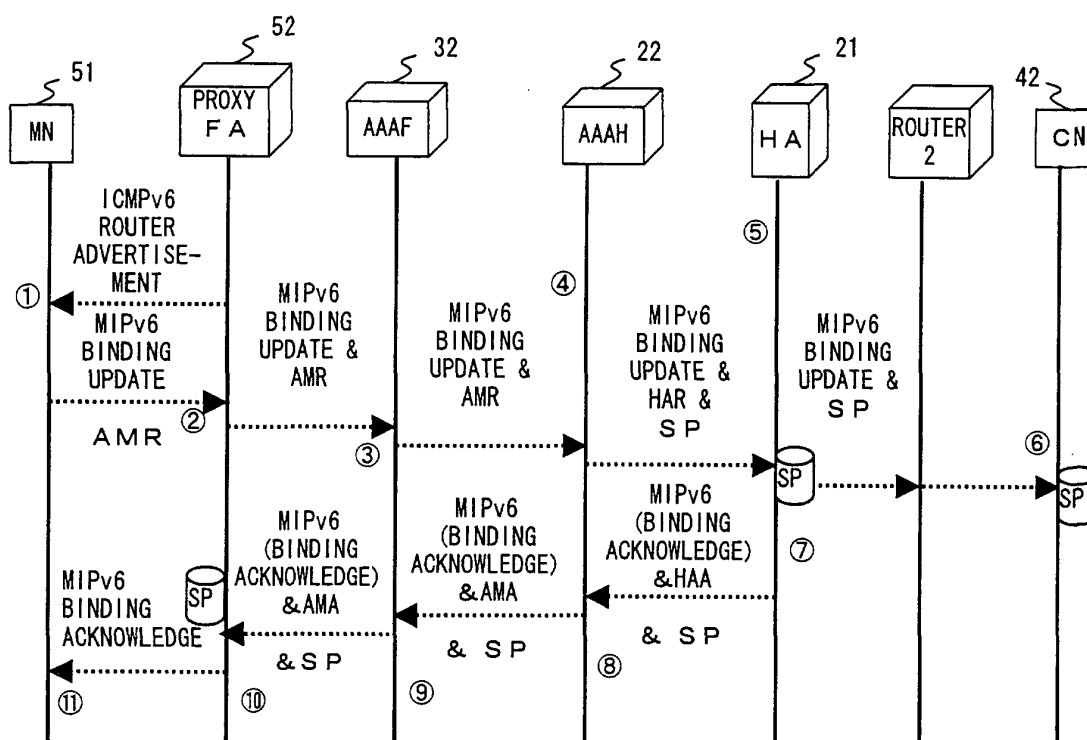 51
52
32
22
21
42
MN
PROXY
FA
AAAF
AAAH
HA
ROUTER
2
CN
ICMPv6
ROUTER
ADVERTISE-
MENT
①
MIPv6
BINDING
UPDATE
AMR
②
MIPv6
BINDING
UPDATE &
AMR
③
MIPv6
BINDING
UPDATE &
AMR
④
MIPv6
BINDING
UPDATE &
HAR &
SP
⑤
MIPv6
BINDING
UPDATE &
SP
⑥
SP
SP
MIPv6
(BINDING
ACKNOWLEDGE)
&HAA
& SP
⑦
MIPv6
(BINDING
ACKNOWLEDGE)
&AMA
& SP
⑧
MIPv6
(BINDING
ACKNOWLEDGE)
&AMA
&SP
⑨
SP
MIPv6
BINDING
ACKNOWLEDGE
⑩
⑪